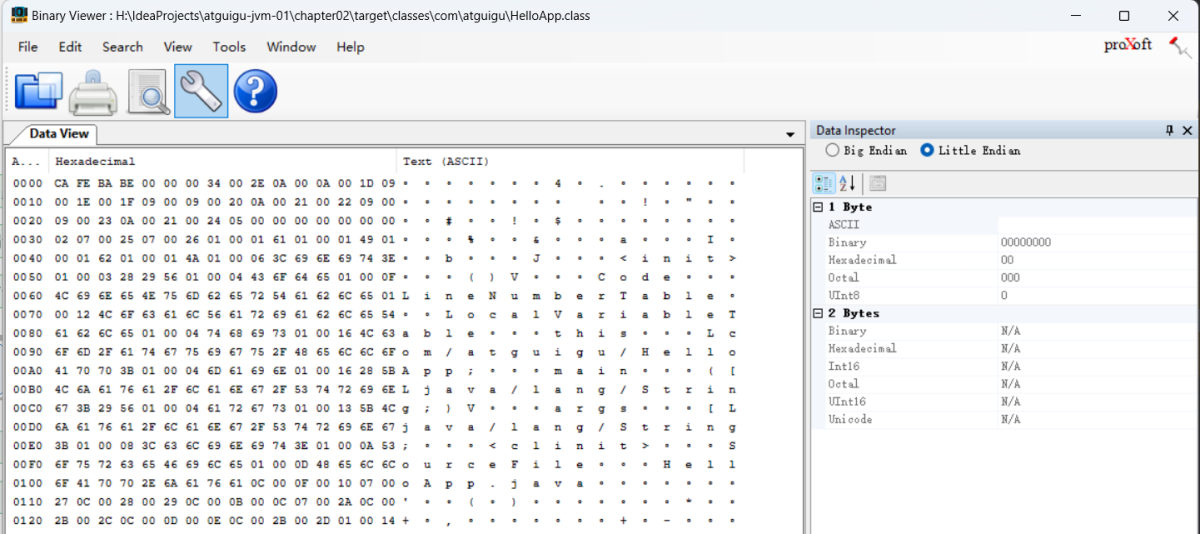 Binary Viewer : H:\IdeaProjects\atguigu-jvm-01\chapter02\target\classes\com\atguigu\HelloApp.class
File Edit Search View Tools Window Help
proXoft
Data View
A... Hexadecimal Text (ASCII)
0000 CA FE BA BE 00 00 00 34 00 2E 0A 00 0A 00 1D 09 ∘ ∘ ∘ ∘ ∘ ∘ ∘ 4 ∘ . ∘ ∘ ∘ ∘ ∘ ∘
0010 00 1E 00 1F 09 00 09 00 20 0A 00 21 00 22 09 00 ∘ ∘ ∘ ∘ ∘ ∘ ∘ ∘ ∘ ∘ ! ∘ " ∘ ∘
0020 09 00 23 0A 00 21 00 24 05 00 00 00 00 00 00 00 ∘ ∘ # ∘ ∘ ! ∘ $ ∘ ∘ ∘ ∘ ∘ ∘ ∘ ∘
0030 02 07 00 25 07 00 26 01 00 01 61 01 00 01 49 01 ∘ ∘ ∘ % ∘ ∘ & ∘ ∘ ∘ a ∘ ∘ ∘ I ∘
0040 00 01 62 01 00 01 4A 01 00 06 3C 69 6E 69 74 3E ∘ ∘ b ∘ ∘ ∘ J ∘ ∘ ∘ < i n i t >
0050 01 00 03 28 29 56 01 00 04 43 6F 64 65 01 00 0F ∘ ∘ ∘ ( ) V ∘ ∘ ∘ C o d e ∘ ∘ ∘
0060 4C 69 6E 65 4E 75 6D 62 65 72 54 61 62 6C 65 01 L i n e N u m b e r T a b l e ∘
0070 00 12 4C 6F 63 61 6C 56 61 72 69 61 62 6C 65 54 ∘ ∘ L o c a l V a r i a b l e T
0080 61 62 6C 65 01 00 04 74 68 69 73 01 00 16 4C 63 a b l e ∘ ∘ ∘ t h i s ∘ ∘ ∘ L c
0090 6F 6D 2F 61 74 67 75 69 67 75 2F 48 65 6C 6C 6F o m / a t g u i g u / H e l l o
00A0 41 70 70 3B 01 00 04 6D 61 69 6E 01 00 16 28 5B A p p ; ∘ ∘ ∘ m a i n ∘ ∘ ∘ ( [
00B0 4C 6A 61 76 61 2F 6C 61 6E 67 2F 53 74 72 69 6E L j a v a / l a n g / S t r i n
00C0 67 3B 29 56 01 00 04 61 72 67 73 01 00 13 5B 4C g ; ) V ∘ ∘ ∘ a r g s ∘ ∘ ∘ [ L
00D0 6A 61 76 61 2F 6C 61 6E 67 2F 53 74 72 69 6E 67 j a v a / l a n g / S t r i n g
00E0 3B 01 00 08 3C 63 6C 69 6E 69 74 3E 01 00 0A 53 ; ∘ ∘ ∘ < c l i n i t > ∘ ∘ ∘ S
00F0 6F 75 72 63 65 46 69 6C 65 01 00 0D 48 65 6C 6C o u r c e F i l e ∘ ∘ ∘ H e l l
0100 6F 41 70 70 2E 6A 61 76 61 0C 00 0F 00 10 07 00 o A p p . j a v a ∘ ∘ ∘ ∘ ∘ ∘ ∘
0110 27 0C 00 28 00 29 0C 00 0B 00 0C 07 00 2A 0C 00 ' ∘ ∘ ( ∘ ) ∘ ∘ ∘ ∘ ∘ ∘ ∘ * ∘ ∘
0120 2B 00 2C 0C 00 0D 00 0E 0C 00 2B 00 2D 01 00 14 + ∘ , ∘ ∘ ∘ ∘ ∘ ∘ ∘ + ∘ - ∘ ∘ ∘
Data Inspector
Big Endian Little Endian
1 Byte
ASCII
Binary 00000000
Hexadecimal 00
Octal 000
UInt8 0
2 Bytes
Binary N/A
Hexadecimal N/A
Int16 N/A
Octal N/A
UInt16 N/A
Unicode N/A